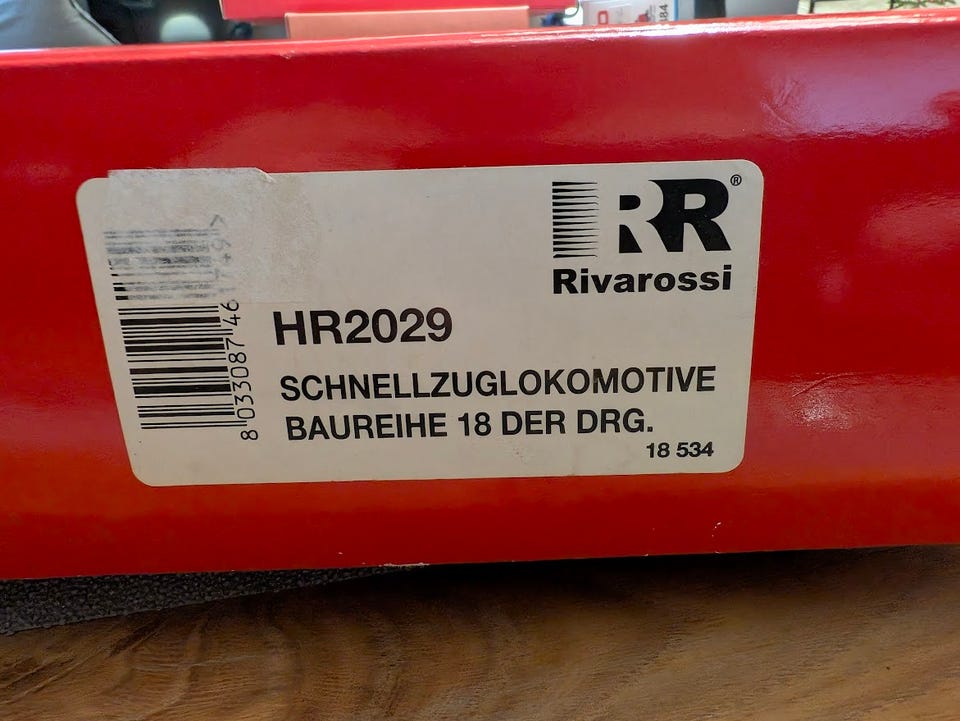 RR®
Rivarossi
HR2029
SCHNELLZUGLOKOMOTIVE
BAUREIHE 18 DER DRG.
18 534
8 033087 46